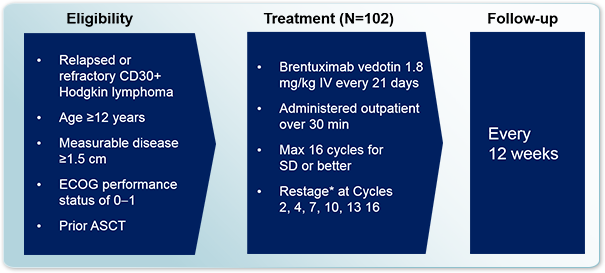 Eligibility
• Relapsed or
refractory CD30+
Hodgkin lymphoma
• Age ≥12 years
• Measurable disease
≥1.5 cm
• ECOG performance
status of 0–1
• Prior ASCT
Treatment (N=102)
• Brentuximab vedotin 1.8
mg/kg IV every 21 days
• Administered outpatient
over 30 min
• Max 16 cycles for
SD or better
• Restage* at Cycles
2, 4, 7, 10, 13 16
Follow-up
Every
12 weeks